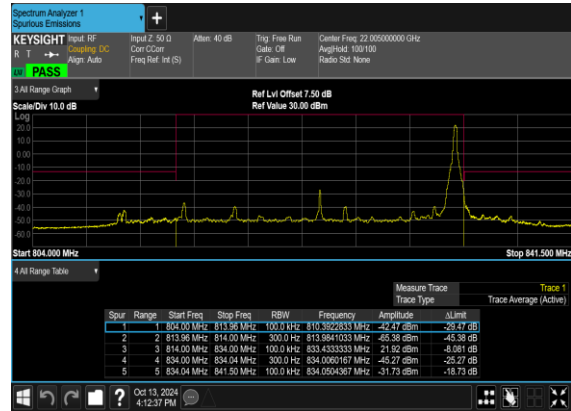 Spectrum Analyzer 1
Spurious Emissions
KEYSIGHT Input: RF Input Z: 50 Ω Atten: 40 dB Trig: Free Run Center Freq: 22.005000000 GHz
R T Coupling: DC Corr CCorr Gate: Off Avg|Hold: 100/100
Align: Auto Freq Ref: Int (S) IF Gain: Low Radio Std: None
LXI PASS
3 All Range Graph
Ref Lvl Offset 7.50 dB
Scale/Div 10.0 dB Ref Value 30.00 dBm
Log
20.0
10.0
0.00
-10.0
-20.0
-30.0
-40.0
-50.0
-60.0
Start 804.000 MHz Stop 841.500 MHz
4 All Range Table
Measure Trace Trace 1
Trace Type Trace Average (Active)
Spur Range Start Freq Stop Freq RBW Frequency Amplitude ΔLimit
1 1 804.00 MHz 813.96 MHz 100.0 kHz 810.3922833 MHz -42.47 dBm -29.47 dB
2 2 813.96 MHz 814.00 MHz 300.0 Hz 813.9841033 MHz -65.38 dBm -45.38 dB
3 3 814.00 MHz 834.00 MHz 100.0 kHz 833.4333333 MHz 21.92 dBm -8.081 dB
4 4 834.00 MHz 834.04 MHz 300.0 Hz 834.0060167 MHz -45.27 dBm -25.27 dB
5 5 834.04 MHz 841.50 MHz 100.0 kHz 834.0504367 MHz -31.73 dBm -18.73 dB
? Oct 13, 2024
4:12:37 PM